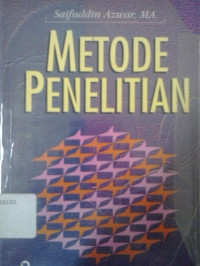 Saifuddin Azwar, MA.
METODE
PENELITIAN